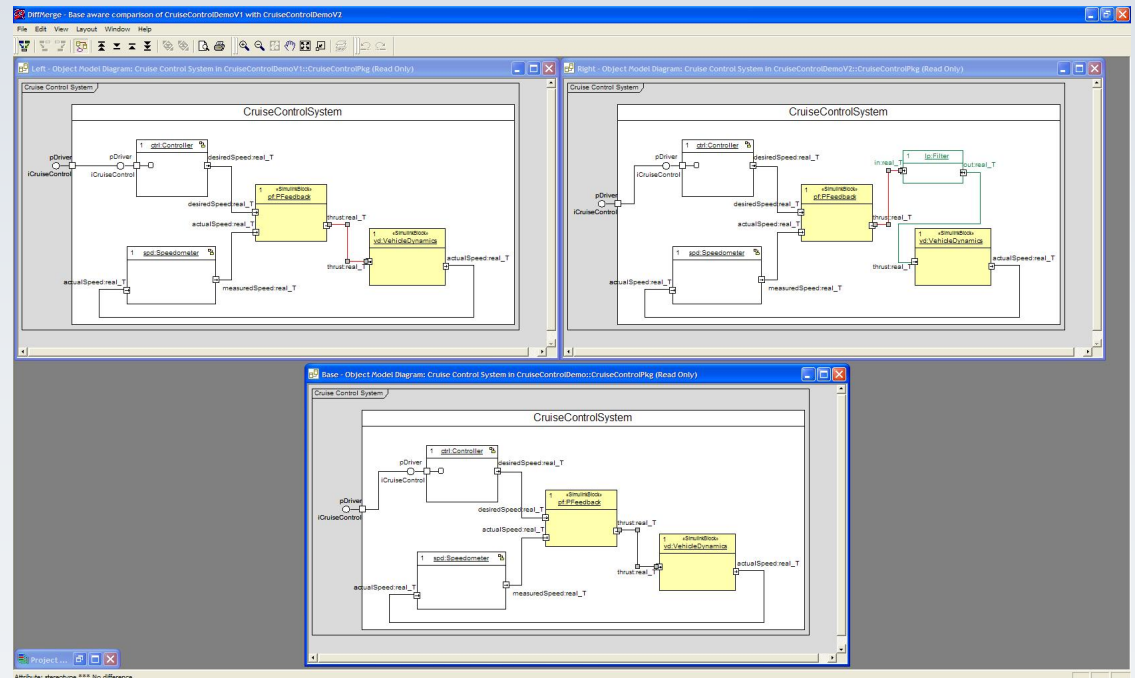 DiffMerge - Base aware comparison of CruiseControlDemoV1 with CruiseControlDemoV2
File Edit View Layout Window Help
Left - Object Model Diagram: Cruise Control System in CruiseControlDemoV1::CruiseControlPkg (Read Only)
Cruise Control System
CruiseControlSystem
1 ctrl:Controller
pDriver
pDriver
desiredSpeed:real_T
iCruiseControl
iCruiseControl
1 «SimulinkBlock»
pf:PFeedback
desiredSpeed:real_T
actualSpeed:real_T
thrust:real_T
1 «SimulinkBlock»
vd:VehicleDynamics
1 spd:Speedometer
actualSpeed:real_T
thrust:real_T
actualSpeed:real_T
measuredSpeed:real_T
Right - Object Model Diagram: Cruise Control System in CruiseControlDemoV2::CruiseControlPkg (Read Only)
Cruise Control System
CruiseControlSystem
1 ctrl:Controller
pDriver
desiredSpeed:real_T
in:real_T
1 lp:Filter
out:real_T
iCruiseControl
pDriver
iCruiseControl
1 «SimulinkBlock»
pf:PFeedback
desiredSpeed:real_T
actualSpeed:real_T
thrust:real_T
1 «SimulinkBlock»
vd:VehicleDynamics
1 spd:Speedometer
actualSpeed:real_T
thrust:real_T
actualSpeed:real_T
measuredSpeed:real_T
Base - Object Model Diagram: Cruise Control System in CruiseControlDemo::CruiseControlPkg (Read Only)
Cruise Control System
CruiseControlSystem
1 ctrl:Controller
pDriver
desiredSpeed:real_T
iCruiseControl
pDriver
iCruiseControl
1 «SimulinkBlock»
pf:PFeedback
desiredSpeed:real_T
actualSpeed:real_T
thrust:real_T
1 «SimulinkBlock»
vd:VehicleDynamics
1 spd:Speedometer
actualSpeed:real_T
thrust:real_T
actualSpeed:real_T
measuredSpeed:real_T
Project ...
Attribute: stereotype *** No difference